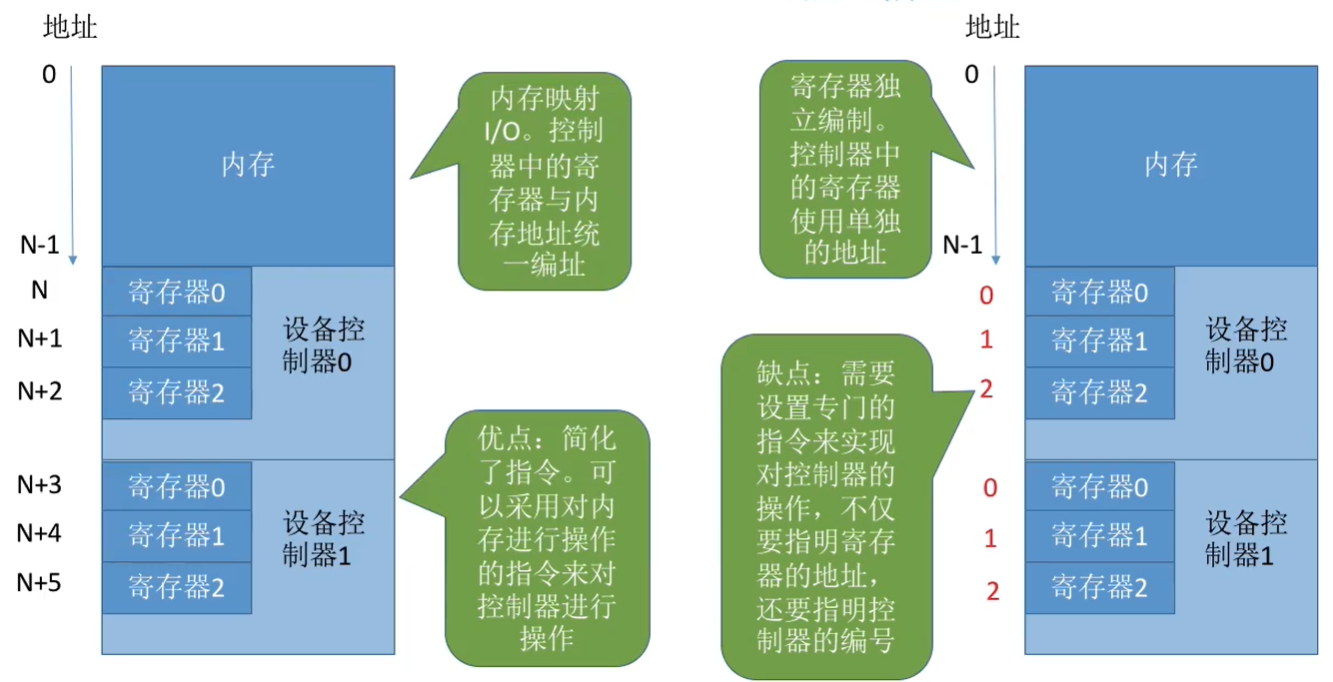 地址
0
内存
N-1
N
寄存器0
N+1
寄存器1
N+2
寄存器2
设备控
制器0
N+3
寄存器0
N+4
寄存器1
N+5
寄存器2
设备控
制器1
内存映射
I/O。控制
器中的寄
存器与内
存地址统
一编址
优点：简化
了指令。可
以采用对内
存进行操作
的指令来对
控制器进行
操作
寄存器独
立编制。
控制器中
的寄存器
使用单独
的地址
缺点：需要
设置专门的
指令来实现
对控制器的
操作，不仅
要指明寄存
器的地址，
还要指明控
制器的编号
地址
0
内存
N-1
0
寄存器0
1
寄存器1
2
寄存器2
设备控
制器0
0
寄存器0
1
寄存器1
2
寄存器2
设备控
制器1